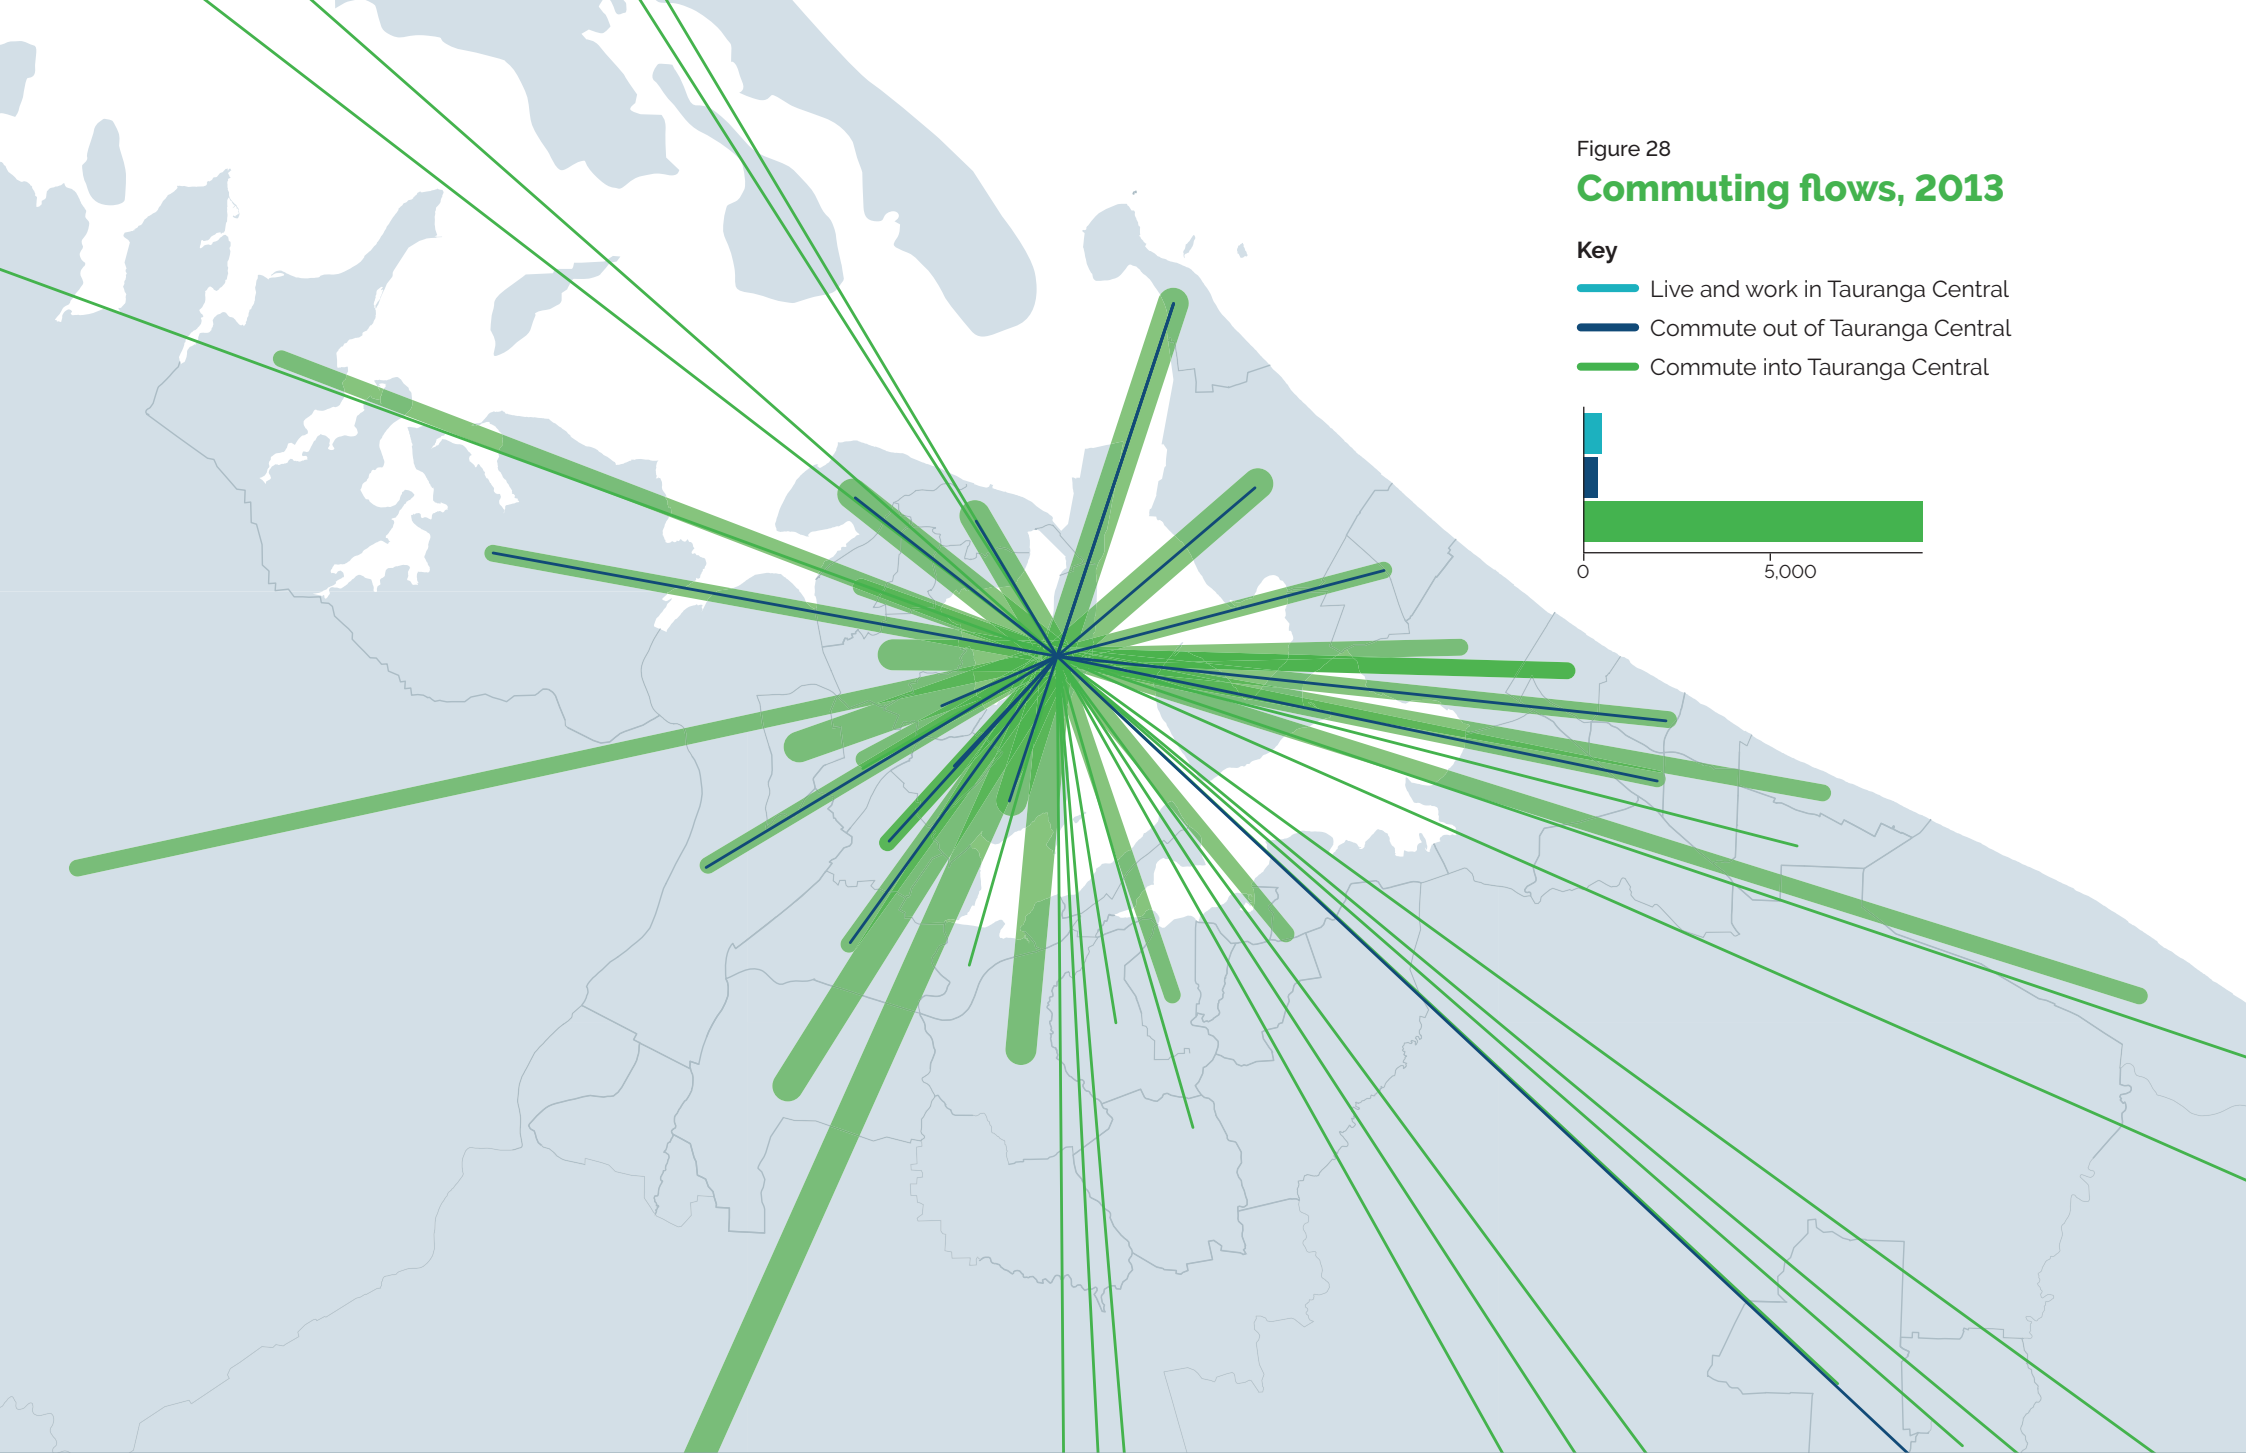 Figure 28
Commuting flows, 2013
Key
Live and work in Tauranga Central
Commute out of Tauranga Central
Commute into Tauranga Central
0 5,000